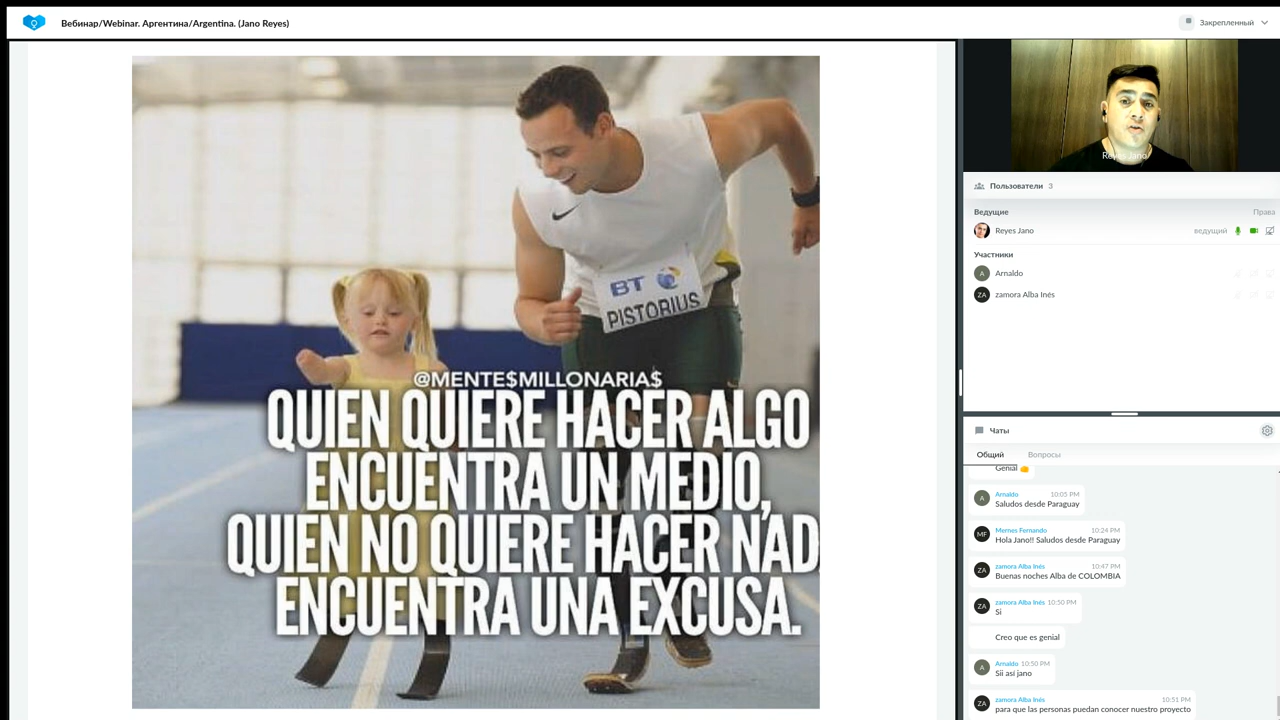 Вебинар/Webinar. Аргентина/Argentina. (Jano Reyes)
Закрепленный
BT
PISTORIUS
@MENTE$MILLONARIA$
QUIEN QUIERE HACER ALGO
ENCUENTRA UN MEDIO,
QUIEN NO QUIERE HACER NAD
ENCUENTRA UNA EXCUSA.
Reyes Jano
Пользователи 3
Ведущие Права
Reyes Jano ведущий
Участники
A Arnaldo
ZA zamora Alba Inés
Чаты
Общий Вопросы
Genial
A Arnaldo 10:05 PM
Saludos desde Paraguay
MF Mernes Fernando 10:24 PM
Hola Jano!! Saludos desde Paraguay
ZA zamora Alba Inés 10:47 PM
Buenas noches Alba de COLOMBIA
ZA zamora Alba Inés 10:50 PM
Si
Creo que es genial
A Arnaldo 10:50 PM
Sii así jano
ZA zamora Alba Inés 10:51 PM
para que las personas puedan conocer nuestro proyecto